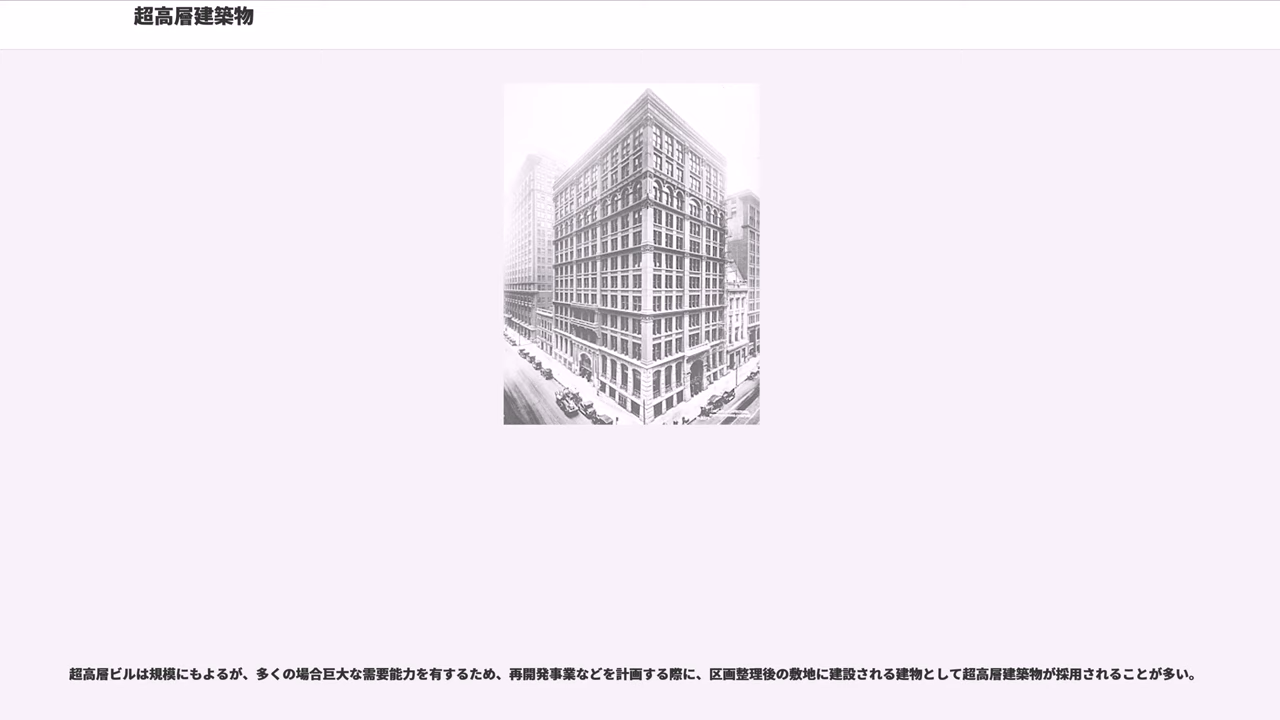 超高層建築物
超高層ビルは規模にもよるが、多くの場合巨大な需要能力を有するため、再開発事業などを計画する際に、区画整理後の敷地に建設される建物として超高層建築物が採用されることが多い。